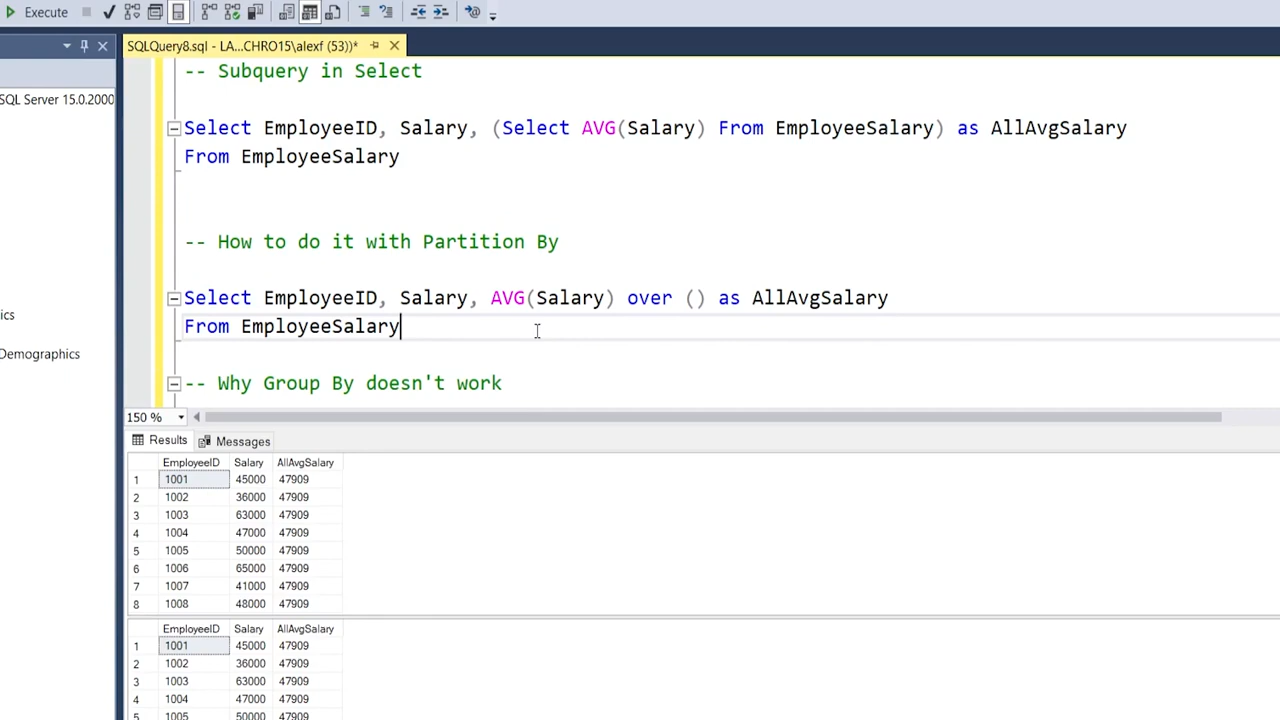 Execute
SQLQuery8.sql - LA...CHRO15\alexf (53))*
SQL Server 15.0.2000
ics
Demographics
-- Subquery in Select
Select EmployeeID, Salary, (Select AVG(Salary) From EmployeeSalary) as AllAvgSalary
From EmployeeSalary
-- How to do it with Partition By
Select EmployeeID, Salary, AVG(Salary) over () as AllAvgSalary
From EmployeeSalary
-- Why Group By doesn't work
150 %
Results Messages
EmployeeID Salary AllAvgSalary
1 1001 45000 47909
2 1002 36000 47909
3 1003 63000 47909
4 1004 47000 47909
5 1005 50000 47909
6 1006 65000 47909
7 1007 41000 47909
8 1008 48000 47909
EmployeeID Salary AllAvgSalary
1 1001 45000 47909
2 1002 36000 47909
3 1003 63000 47909
4 1004 47000 47909
5 1005 50000 47909